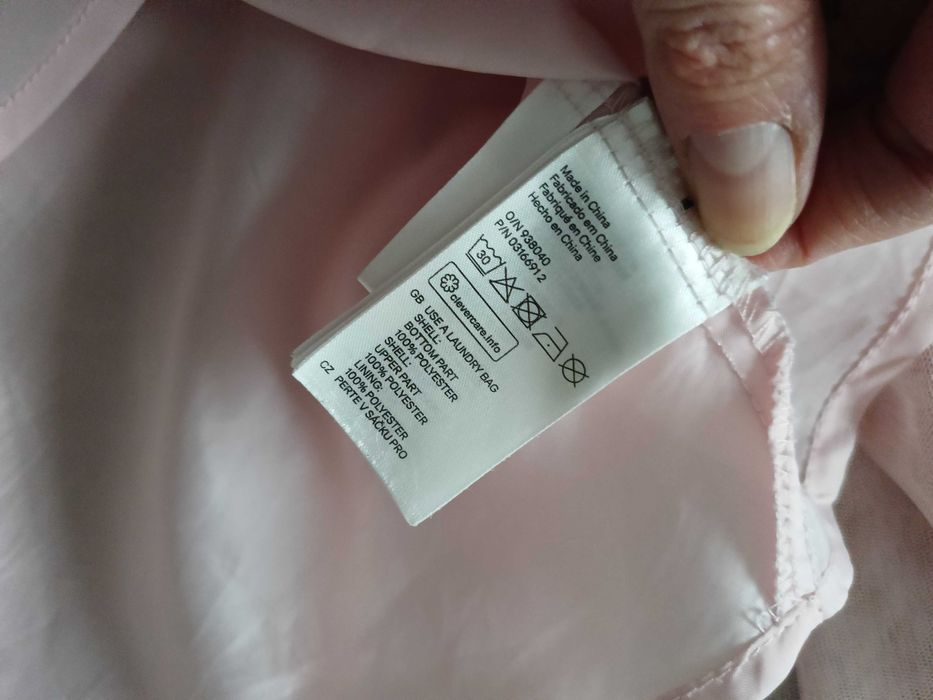 Made in China
Fabricado em China
Fabriqué en Chine
Hecho en China
O/N 938040
P/N 03166912
30
clevercare.info
GB USE A LAUNDRY BAG
SHELL:
BOTTOM PART
100% POLYESTER
SHELL:
UPPER PART
100% POLYESTER
LINING:
100% POLYESTER
CZ PERTE V SÁČKU PRO